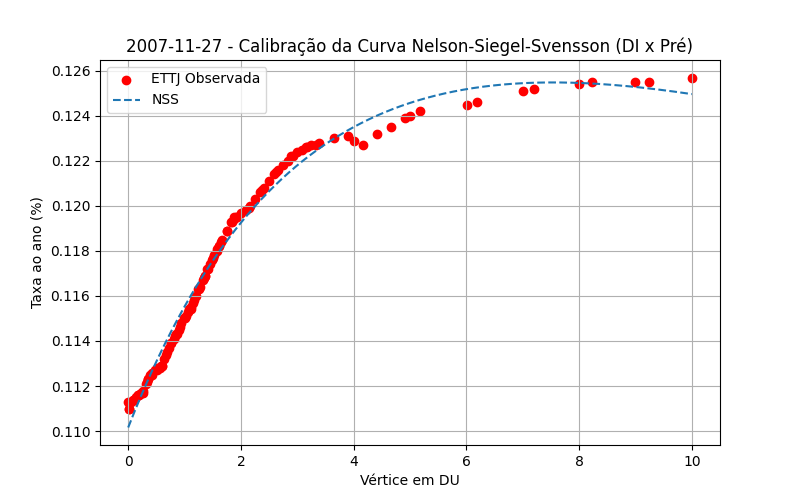 2007-11-27 - Calibração da Curva Nelson-Siegel-Svensson (DI x Pré)
ETTJ Observada
NSS
Taxa ao ano (%)
0.126
0.124
0.122
0.120
0.118
0.116
0.114
0.112
0.110
0 2 4 6 8 10
Vértice em DU